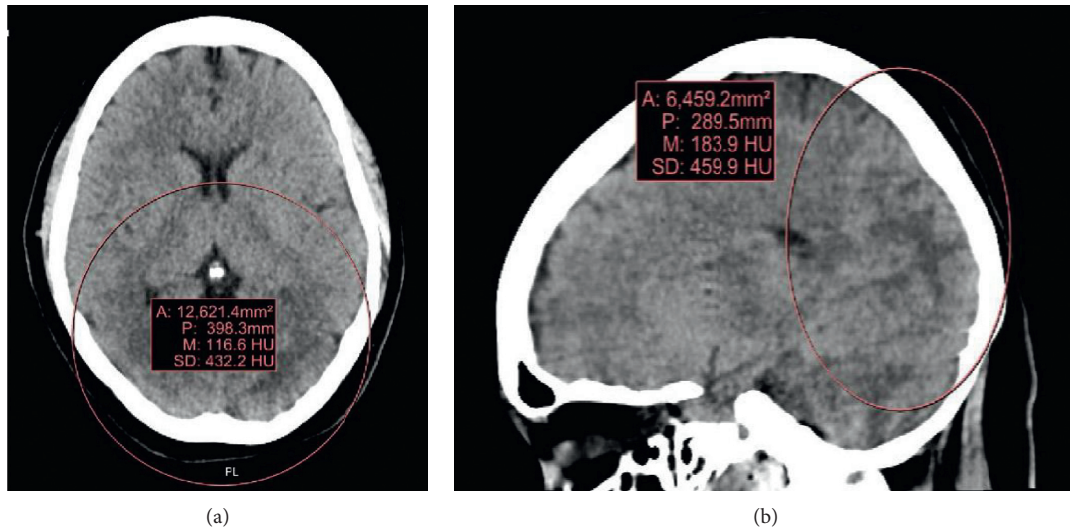 A: 12,621.4mm²
P: 398.3mm
M: 116.6 HU
SD: 432.2 HU
FL
(a)
A: 6,459.2mm²
P: 289.5mm
M: 183.9 HU
SD: 459.9 HU
(b)